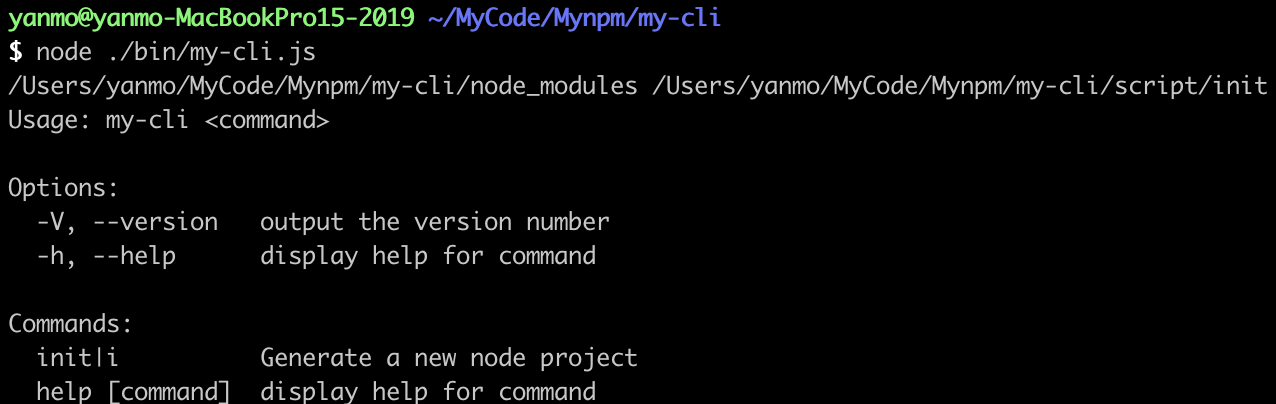 yanmo@yanmo-MacBookPro15-2019 ~/MyCode/Mynpm/my-cli
$ node ./bin/my-cli.js
/Users/yanmo/MyCode/Mynpm/my-cli/node_modules /Users/yanmo/MyCode/Mynpm/my-cli/script/init
Usage: my-cli <command>
Options:
-V, --version   output the version number
-h, --help      display help for command
Commands:
init|i          Generate a new node project
help [command]  display help for command